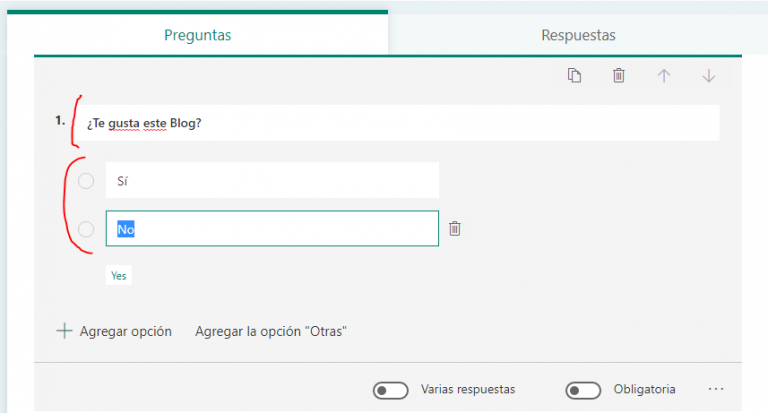 Preguntas Respuestas
1. ¿Te gusta este Blog?
Sí
No
Yes
Agregar opción Agregar la opción "Otras"
Varias respuestas Obligatoria